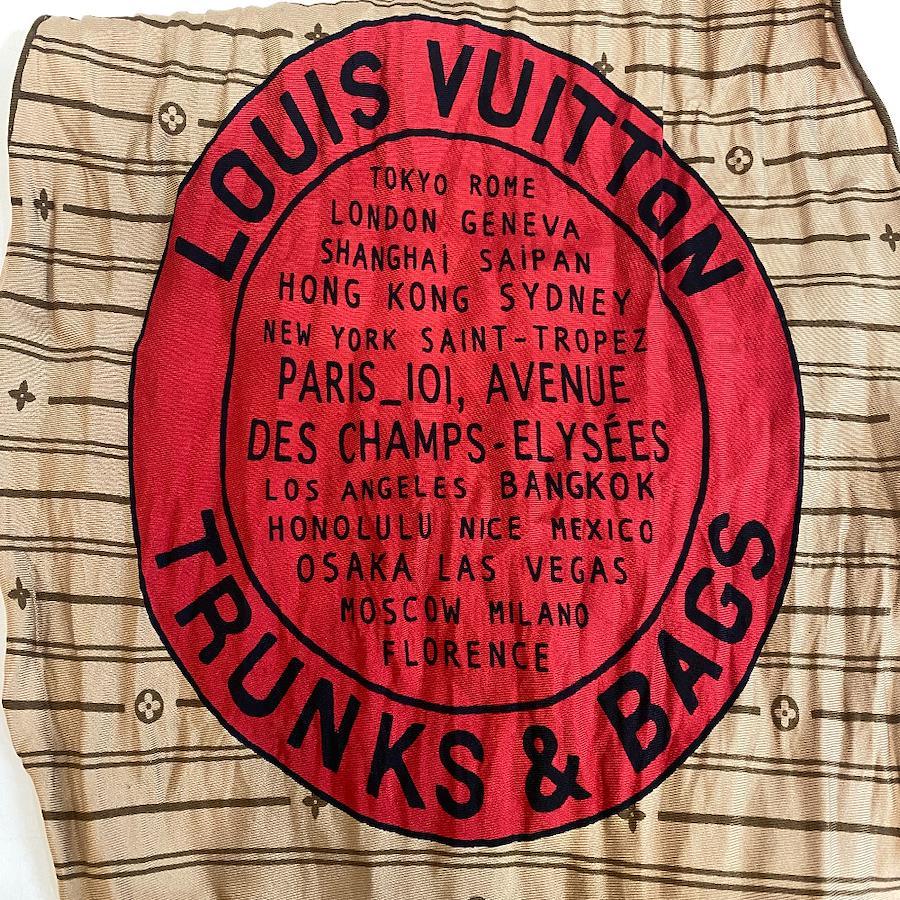 LOUIS VUITTON
TOKYO ROME
LONDON GENEVA
SHANGHAi SAiPAN
HONG KONG SYDNEY
NEW YORK SAINT-TROPEZ
PARIS_101, AVENUE
DES CHAMPS-ELYSÉES
LOS ANGELES BANGKOK
HONOLULU NICE MEXICO
OSAKA LAS VEGAS
MOSCOW MILANO
FLORENCE
TRUNKS & BAGS